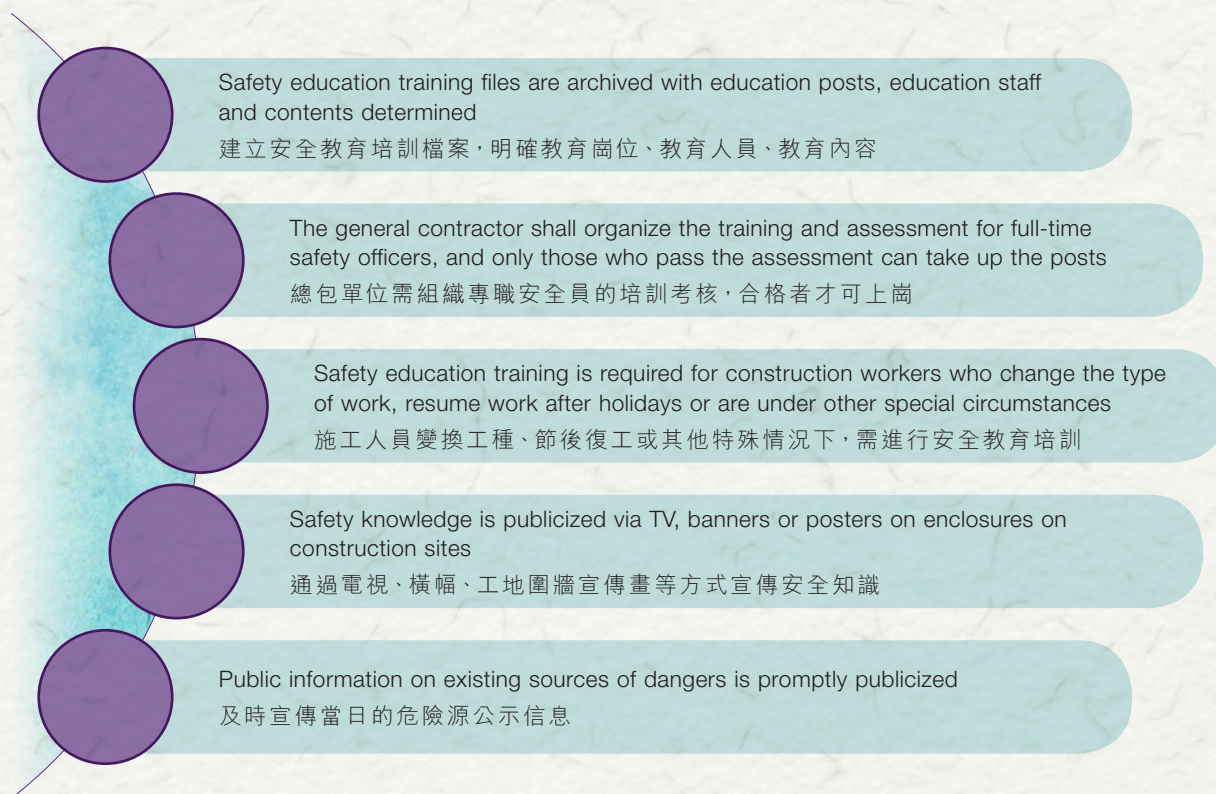 Safety education training files are archived with education posts, education staff
and contents determined
建立安全教育培訓檔案，明確教育崗位、教育人員、教育內容
The general contractor shall organize the training and assessment for full-time
safety officers, and only those who pass the assessment can take up the posts
總包單位需組織專職安全員的培訓考核，合格者才可上崗
Safety education training is required for construction workers who change the type
of work, resume work after holidays or are under other special circumstances
施工人員變換工種、節後復工或其他特殊情況下，需進行安全教育培訓
Safety knowledge is publicized via TV, banners or posters on enclosures on
construction sites
通過電視、橫幅、工地圍牆宣傳畫等方式宣傳安全知識
Public information on existing sources of dangers is promptly publicized
及時宣傳當日的危險源公示信息